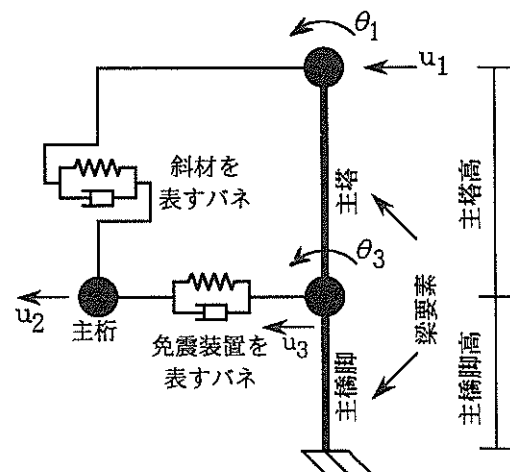 θ1
u1
斜材を
表すバネ
主塔
主塔高
θ3
u2
主桁
u3
免震装置を
表すバネ
梁要素
主橋脚
主橋脚高